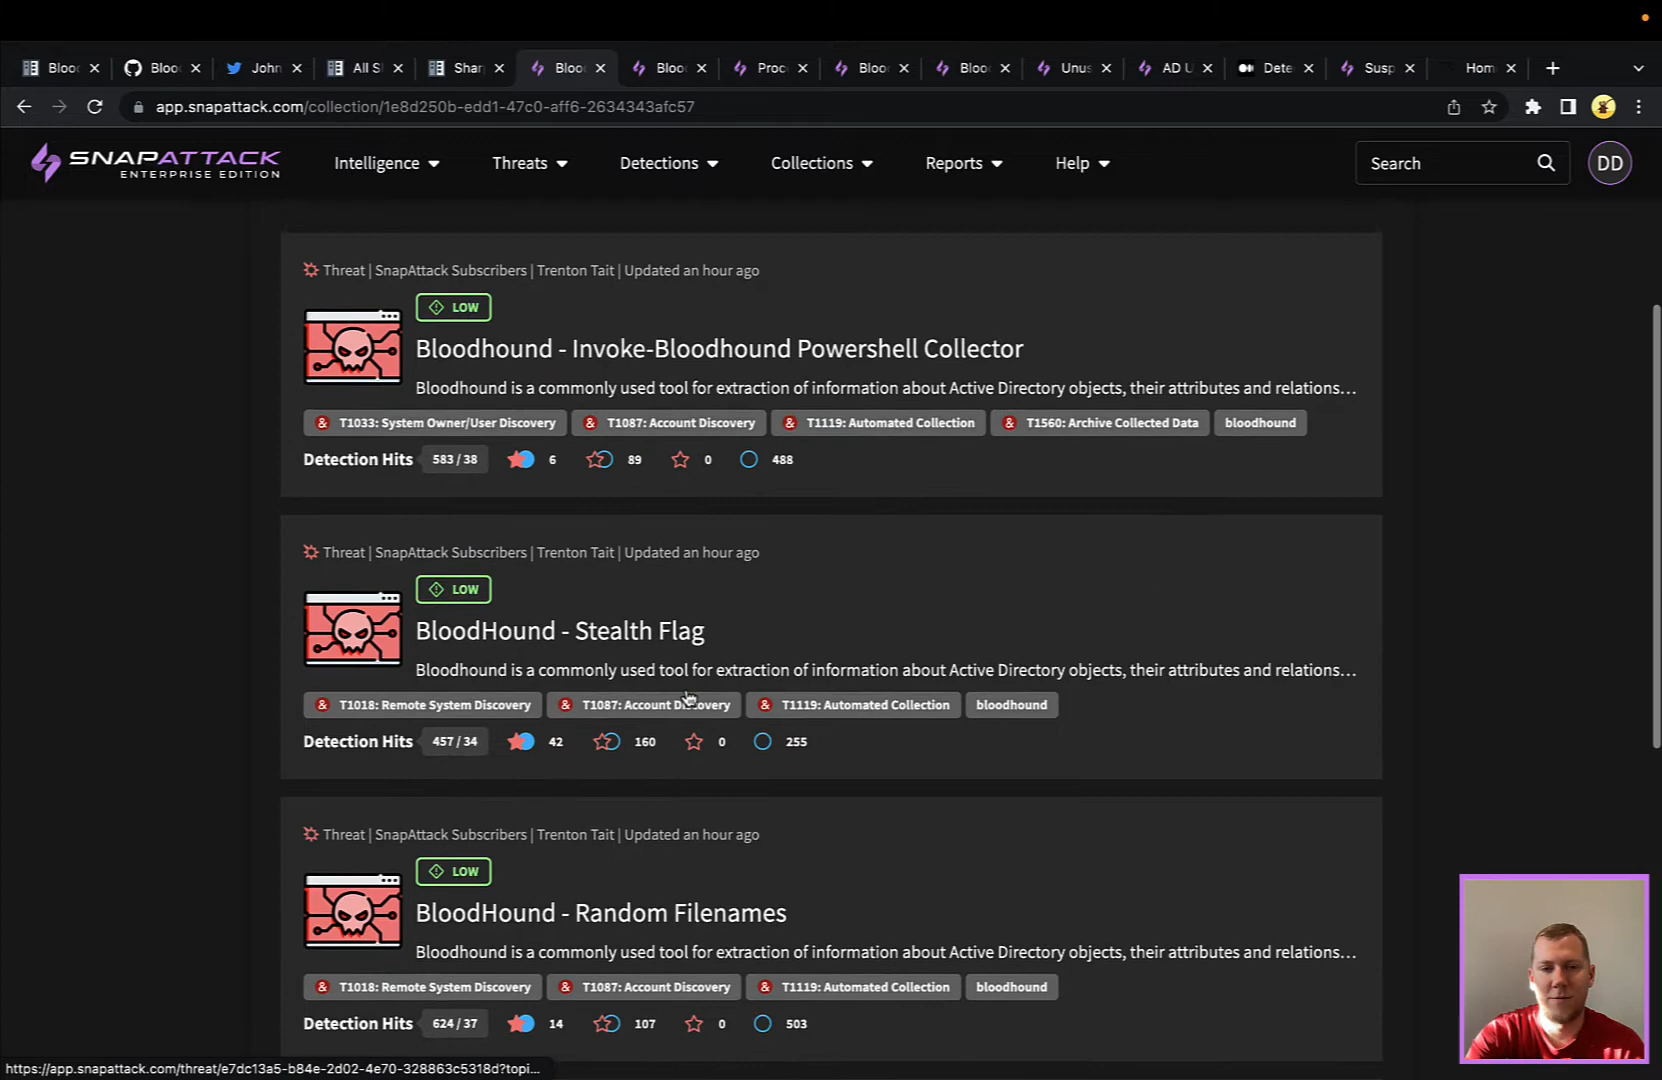 Bloo
Bloo
John
All S
Shar
Bloo
Bloo
Proc
Bloo
Bloo
Unus
AD U
Dete
Susp
Hom
app.snapattack.com/collection/1e8d250b-edd1-47c0-aff6-2634343afc57
SNAPATTACK
ENTERPRISE EDITION
Intelligence
Threats
Detections
Collections
Reports
Help
Search
DD
Threat | SnapAttack Subscribers | Trenton Tait | Updated an hour ago
LOW
Bloodhound - Invoke-Bloodhound Powershell Collector
Bloodhound is a commonly used tool for extraction of information about Active Directory objects, their attributes and relations...
& T1033: System Owner/User Discovery & T1087: Account Discovery & T1119: Automated Collection & T1560: Archive Collected Data bloodhound
Detection Hits 583 / 38 6 89 0 488
Threat | SnapAttack Subscribers | Trenton Tait | Updated an hour ago
LOW
BloodHound - Stealth Flag
Bloodhound is a commonly used tool for extraction of information about Active Directory objects, their attributes and relations...
& T1018: Remote System Discovery & T1087: Account Discovery & T1119: Automated Collection bloodhound
Detection Hits 457 / 34 42 160 0 255
Threat | SnapAttack Subscribers | Trenton Tait | Updated an hour ago
LOW
BloodHound - Random Filenames
Bloodhound is a commonly used tool for extraction of information about Active Directory objects, their attributes and relations...
& T1018: Remote System Discovery & T1087: Account Discovery & T1119: Automated Collection bloodhound
Detection Hits 624 / 37 14 107 0 503
https://app.snapattack.com/threat/e7dc13a5-b84e-2d02-4e70-328863c5318d?topi...